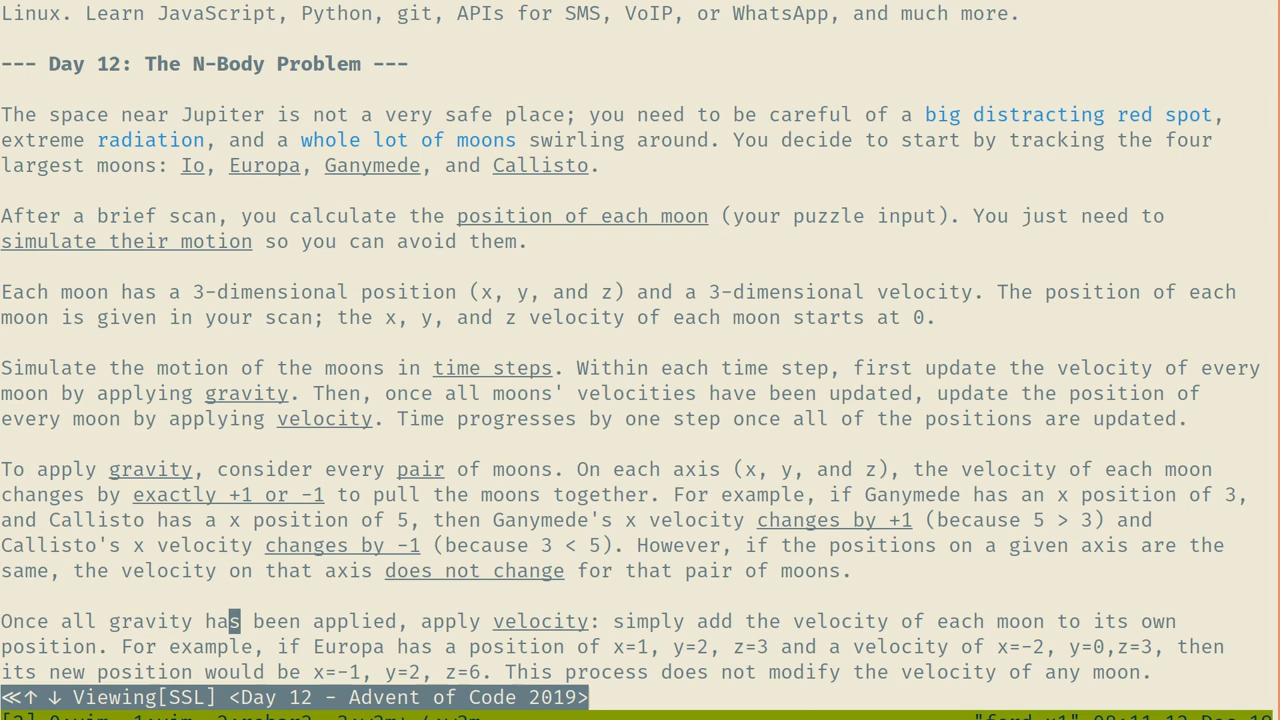 Linux. Learn JavaScript, Python, git, APIs for SMS, VoIP, or WhatsApp, and much more.
--- Day 12: The N-Body Problem ---
The space near Jupiter is not a very safe place; you need to be careful of a big distracting red spot,
extreme radiation, and a whole lot of moons swirling around. You decide to start by tracking the four
largest moons: Io, Europa, Ganymede, and Callisto.
After a brief scan, you calculate the position of each moon (your puzzle input). You just need to
simulate their motion so you can avoid them.
Each moon has a 3-dimensional position (x, y, and z) and a 3-dimensional velocity. The position of each
moon is given in your scan; the x, y, and z velocity of each moon starts at 0.
Simulate the motion of the moons in time steps. Within each time step, first update the velocity of every
moon by applying gravity. Then, once all moons' velocities have been updated, update the position of
every moon by applying velocity. Time progresses by one step once all of the positions are updated.
To apply gravity, consider every pair of moons. On each axis (x, y, and z), the velocity of each moon
changes by exactly +1 or -1 to pull the moons together. For example, if Ganymede has an x position of 3,
and Callisto has a x position of 5, then Ganymede's x velocity changes by +1 (because 5 > 3) and
Callisto's x velocity changes by -1 (because 3 < 5). However, if the positions on a given axis are the
same, the velocity on that axis does not change for that pair of moons.
Once all gravity has been applied, apply velocity: simply add the velocity of each moon to its own
position. For example, if Europa has a position of x=1, y=2, z=3 and a velocity of x=-2, y=0,z=3, then
its new position would be x=-1, y=2, z=6. This process does not modify the velocity of any moon.
≪↑ ↓ Viewing[SSL] <Day 12 - Advent of Code 2019>